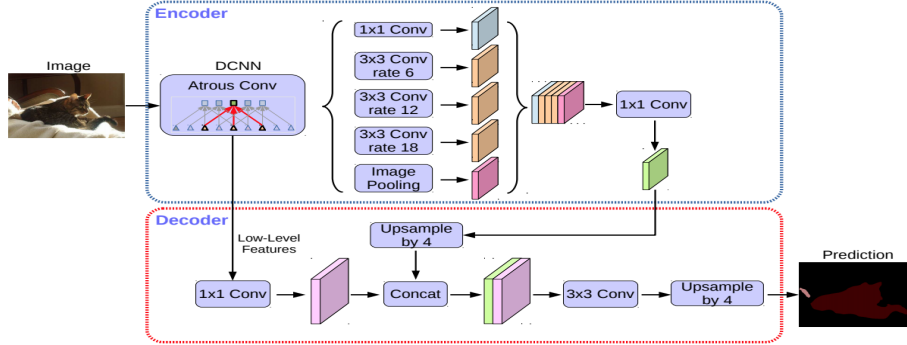 Encoder
Image
DCNN
Atrous Conv
1x1 Conv
3x3 Conv
rate 6
3x3 Conv
rate 12
3x3 Conv
rate 18
Image
Pooling
1x1 Conv
Decoder
Low-Level
Features
Upsample
by 4
1x1 Conv
Concat
3x3 Conv
Upsample
by 4
Prediction